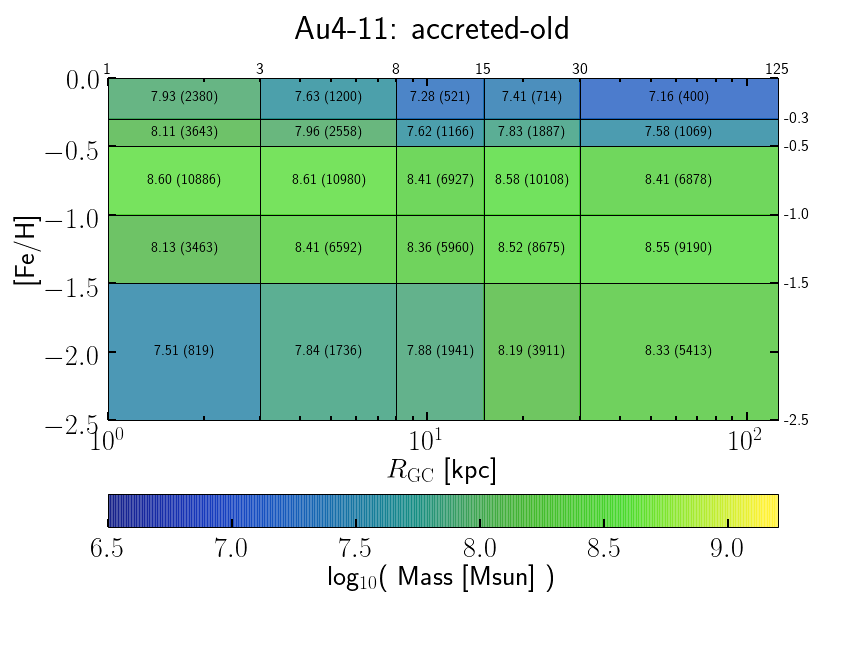 Au4-11: accreted-old
1 3 8 15 30 125
0.0 7.93 (2380) 7.63 (1200) 7.28 (521) 7.41 (714) 7.16 (400)
-0.3
8.11 (3643) 7.96 (2558) 7.62 (1166) 7.83 (1887) 7.58 (1069)
−0.5 -0.5
8.60 (10886) 8.61 (10980) 8.41 (6927) 8.58 (10108) 8.41 (6878)
−1.0 -1.0
8.13 (3463) 8.41 (6592) 8.36 (5960) 8.52 (8675) 8.55 (9190)
[Fe/H]
−1.5 -1.5
−2.0 7.51 (819) 7.84 (1736) 7.88 (1941) 8.19 (3911) 8.33 (5413)
−2.5 -2.5
10⁰ 10¹ 10²
R_GC [kpc]
6.5 7.0 7.5 8.0 8.5 9.0
log₁₀( Mass [Msun] )